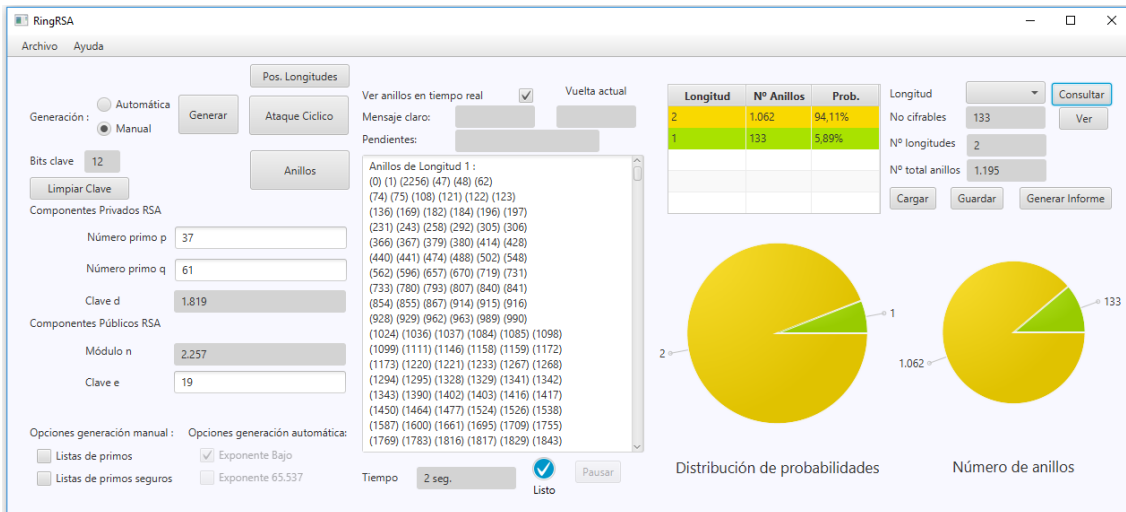 RingRSA
Archivo Ayuda
Pos. Longitudes
Generación :
Automática
Manual
Generar
Ataque Ciclico
Bits clave 12
Anillos
Limpiar Clave
Componentes Privados RSA
Número primo p 37
Número primo q 61
Clave d 1.819
Componentes Públicos RSA
Módulo n 2.257
Clave e 19
Opciones generación manual :
Listas de primos
Listas de primos seguros
Opciones generación automática:
Exponente Bajo
Exponente 65.537
Ver anillos en tiempo real
Vuelta actual
Mensaje claro:
Pendientes:
Anillos de Longitud 1 :
(0) (1) (2256) (47) (48) (62)
(74) (75) (108) (121) (122) (123)
(136) (169) (182) (184) (196) (197)
(231) (243) (258) (292) (305) (306)
(366) (367) (379) (380) (414) (428)
(440) (441) (474) (488) (502) (548)
(562) (596) (657) (670) (719) (731)
(733) (780) (793) (807) (840) (841)
(854) (855) (867) (914) (915) (916)
(928) (929) (962) (963) (989) (990)
(1024) (1036) (1037) (1084) (1085) (1098)
(1099) (1111) (1146) (1158) (1159) (1172)
(1173) (1220) (1221) (1233) (1267) (1268)
(1294) (1295) (1328) (1329) (1341) (1342)
(1343) (1390) (1402) (1403) (1416) (1417)
(1450) (1464) (1477) (1524) (1526) (1538)
(1587) (1600) (1661) (1695) (1709) (1755)
(1769) (1783) (1816) (1817) (1829) (1843)
Tiempo 2 seg.
Listo
Pausar
Longitud Nº Anillos Prob.
2 1.062 94,11%
1 133 5,89%
Longitud
Consultar
No cifrables 133
Ver
Nº longitudes 2
Nº total anillos 1.195
Cargar Guardar Generar Informe
1
2
Distribución de probabilidades
133
1.062
Número de anillos